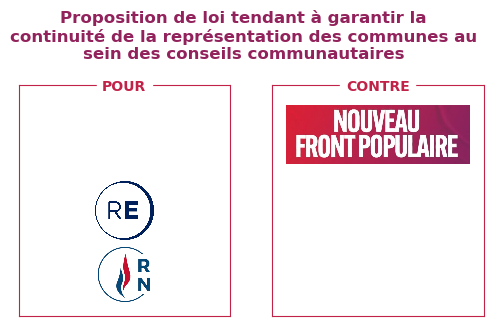 Proposition de loi tendant à garantir la
continuité de la représentation des communes au
sein des conseils communautaires
POUR
CONTRE
NOUVEAU
FRONT POPULAIRE
RE
R
N